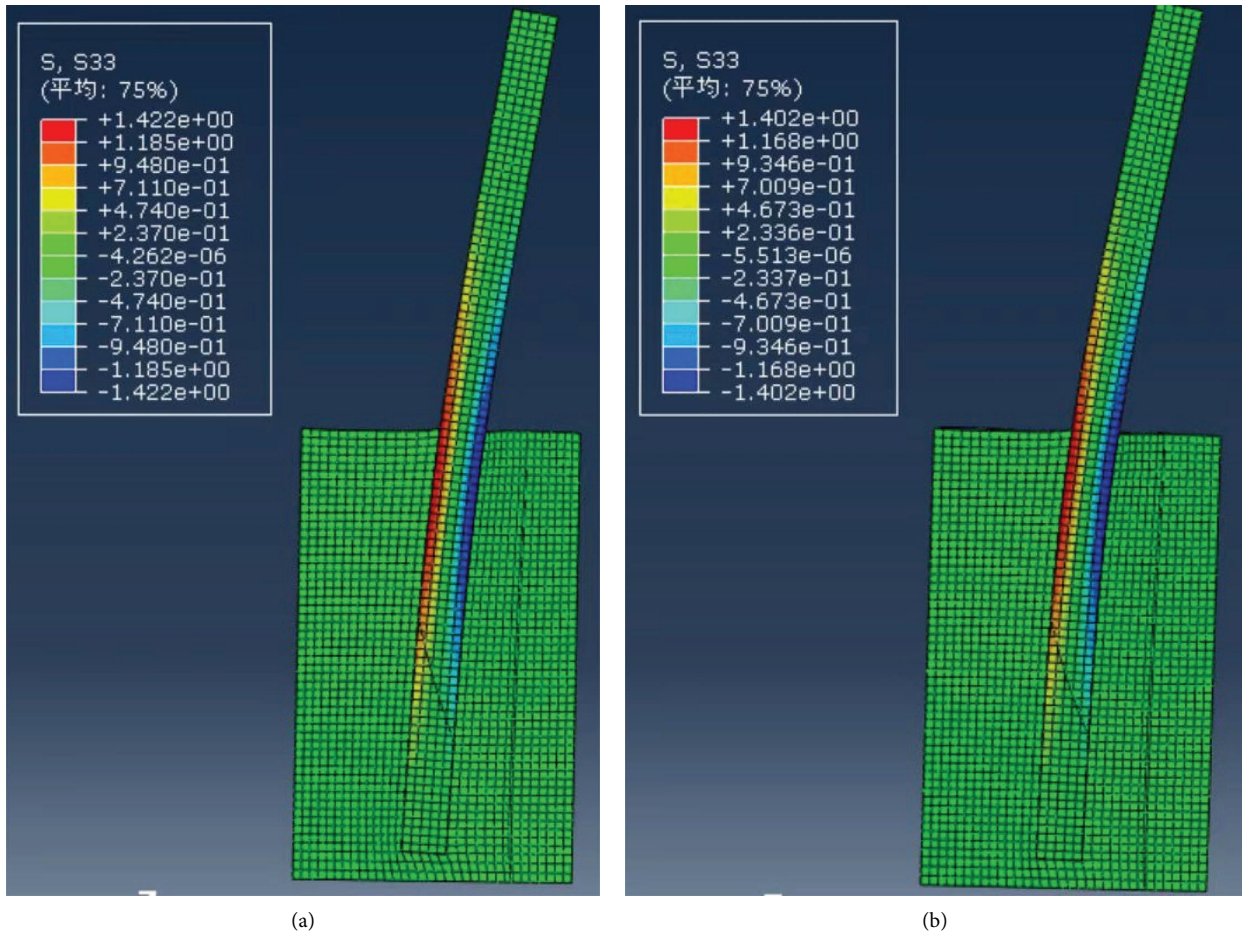 S, S33
(平均: 75%)
+1.422e+00
+1.185e+00
+9.480e-01
+7.110e-01
+4.740e-01
+2.370e-01
-4.262e-06
-2.370e-01
-4.740e-01
-7.110e-01
-9.480e-01
-1.185e+00
-1.422e+00
(a)
S, S33
(平均: 75%)
+1.402e+00
+1.168e+00
+9.346e-01
+7.009e-01
+4.673e-01
+2.336e-01
-5.513e-06
-2.337e-01
-4.673e-01
-7.009e-01
-9.346e-01
-1.168e+00
-1.402e+00
(b)